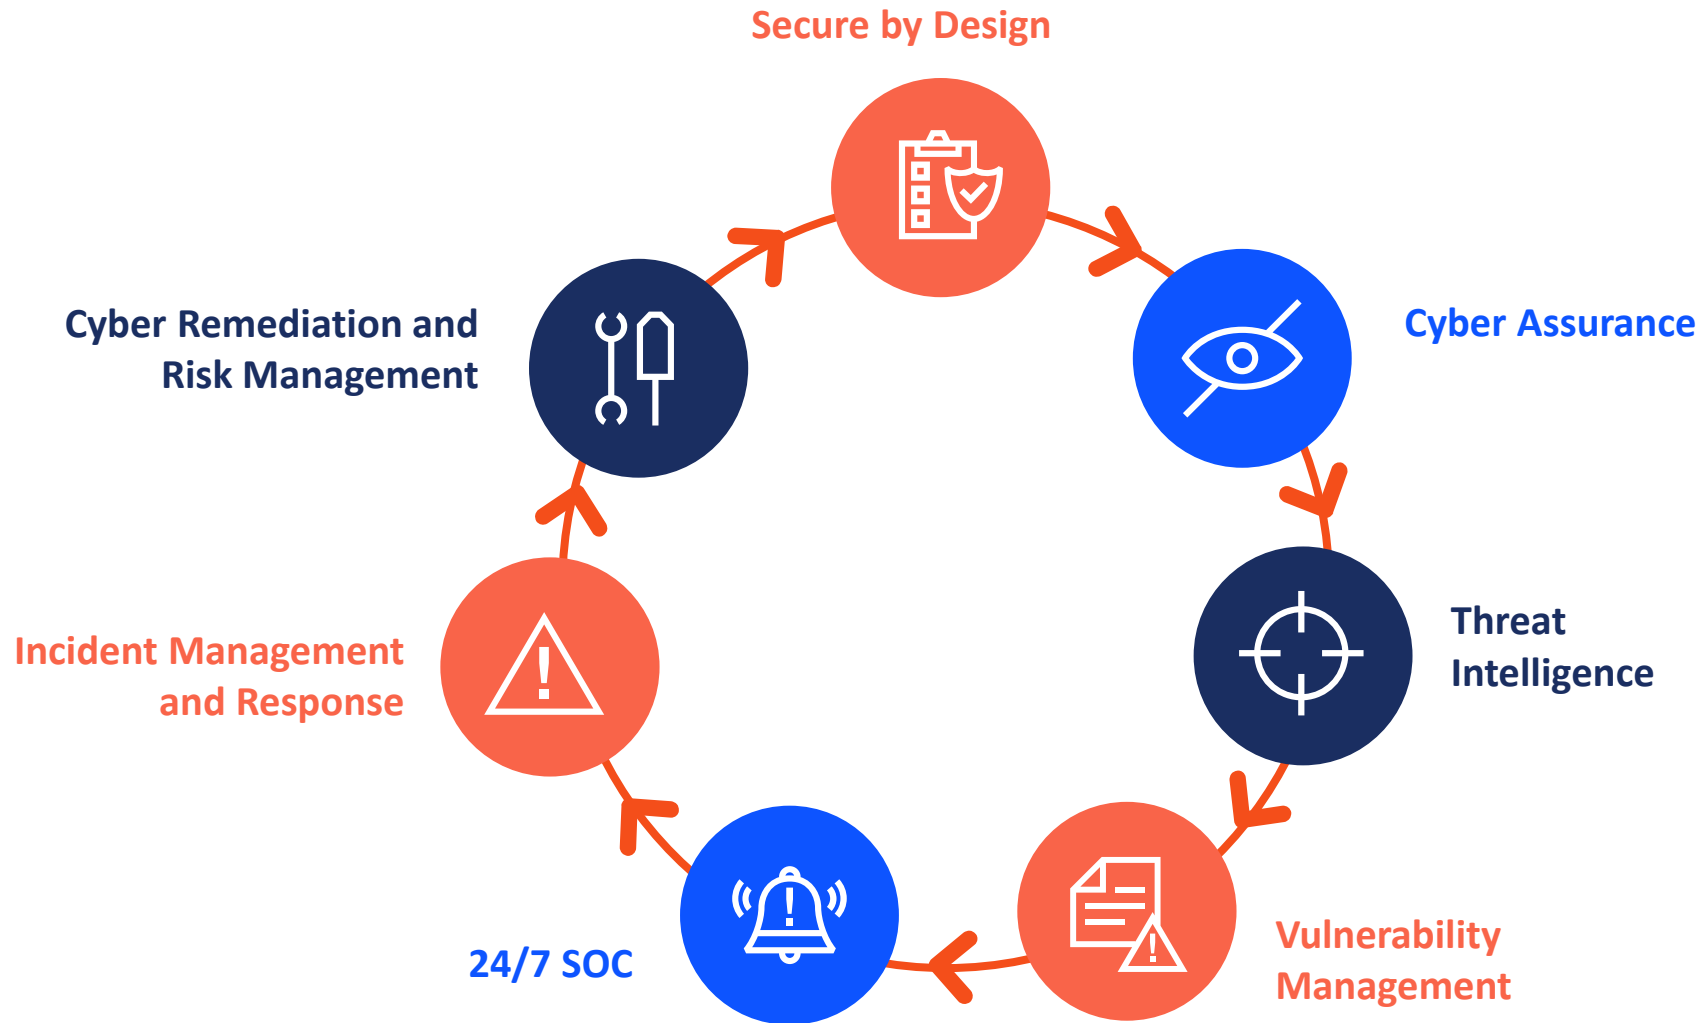 Secure by Design
Cyber Assurance
Threat
Intelligence
Vulnerability
Management
24/7 SOC
Incident Management
and Response
Cyber Remediation and
Risk Management